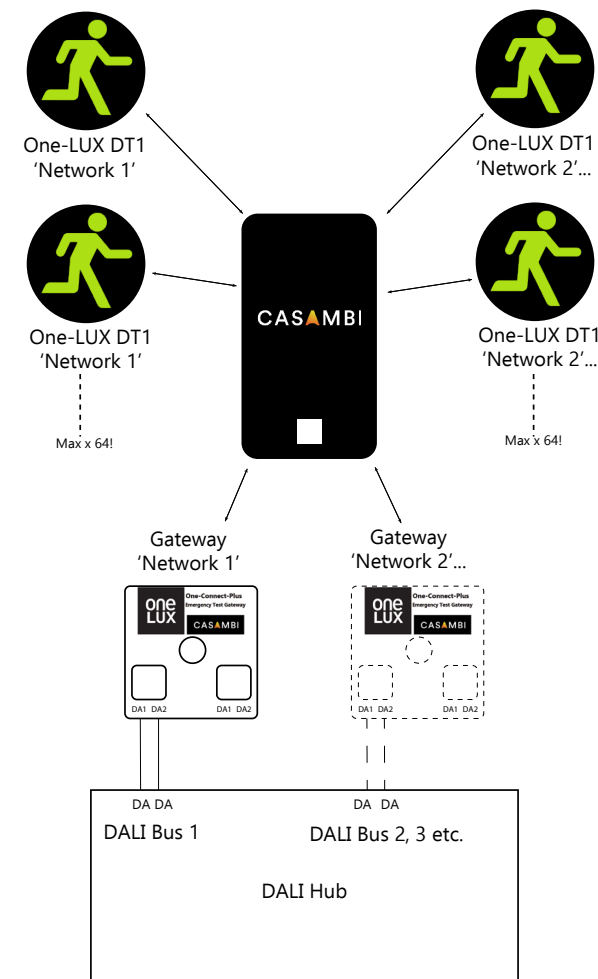 One-LUX DT1
'Network 1'
One-LUX DT1
'Network 2'...
One-LUX DT1
'Network 1'
Max x 64!
One-LUX DT1
'Network 2'...
Max x 64!
CASAMBI
Gateway
'Network 1'
Gateway
'Network 2'...
one
LUX
One-Connect-Plus
Emergency Test Gateway
CASAMBI
DA1 DA2
DA1 DA2
one
LUX
One-Connect-Plus
Emergency Test Gateway
CASAMBI
DA1 DA2
DA1 DA2
DA DA
DALI Bus 1
DA DA
DALI Bus 2, 3 etc.
DALI Hub